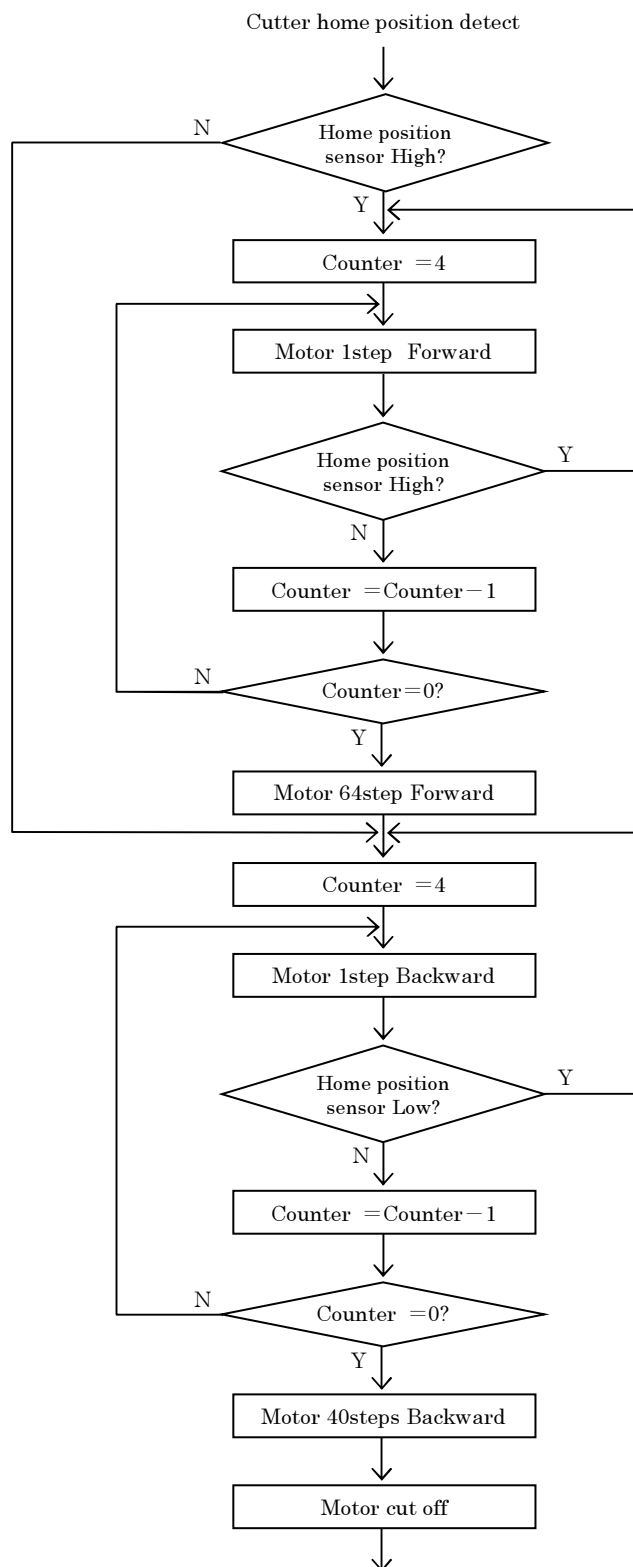 Cutter home position detect
N
Home position
sensor High?
Y
Counter =4
Motor 1step Forward
Home position
sensor High?
Y
N
Counter =Counter−1
N
Counter=0?
Y
Motor 64step Forward
Counter =4
Motor 1step Backward
Home position
sensor Low?
Y
N
Counter =Counter−1
N
Counter =0?
Y
Motor 40steps Backward
Motor cut off